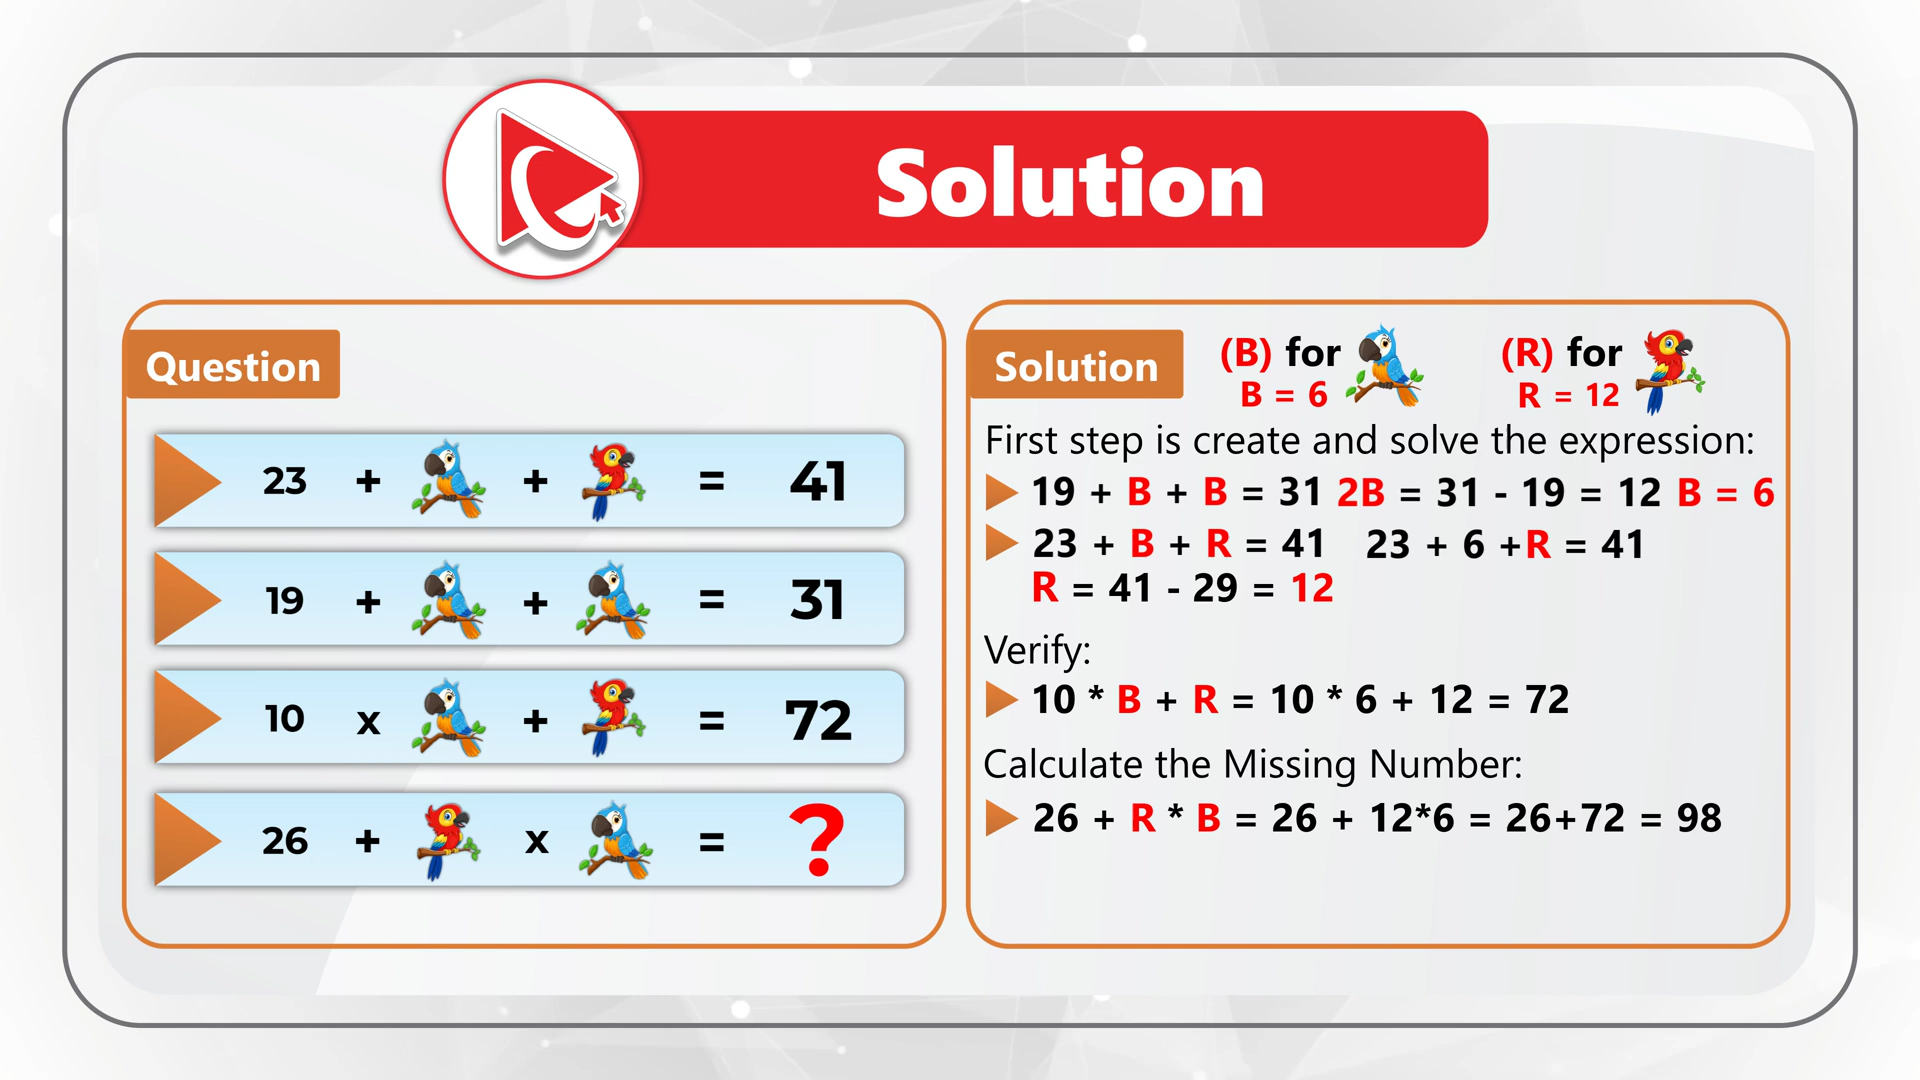 Solution
Question
23 + + = 41
19 + + = 31
10 x + = 72
26 + x = ?
Solution
(B) for
B = 6
(R) for
R = 12
First step is create and solve the expression:
19 + B + B = 31 2B = 31 - 19 = 12 B = 6
23 + B + R = 41 23 + 6 +R = 41
R = 41 - 29 = 12
Verify:
10 * B + R = 10 * 6 + 12 = 72
Calculate the Missing Number:
26 + R * B = 26 + 12*6 = 26+72 = 98